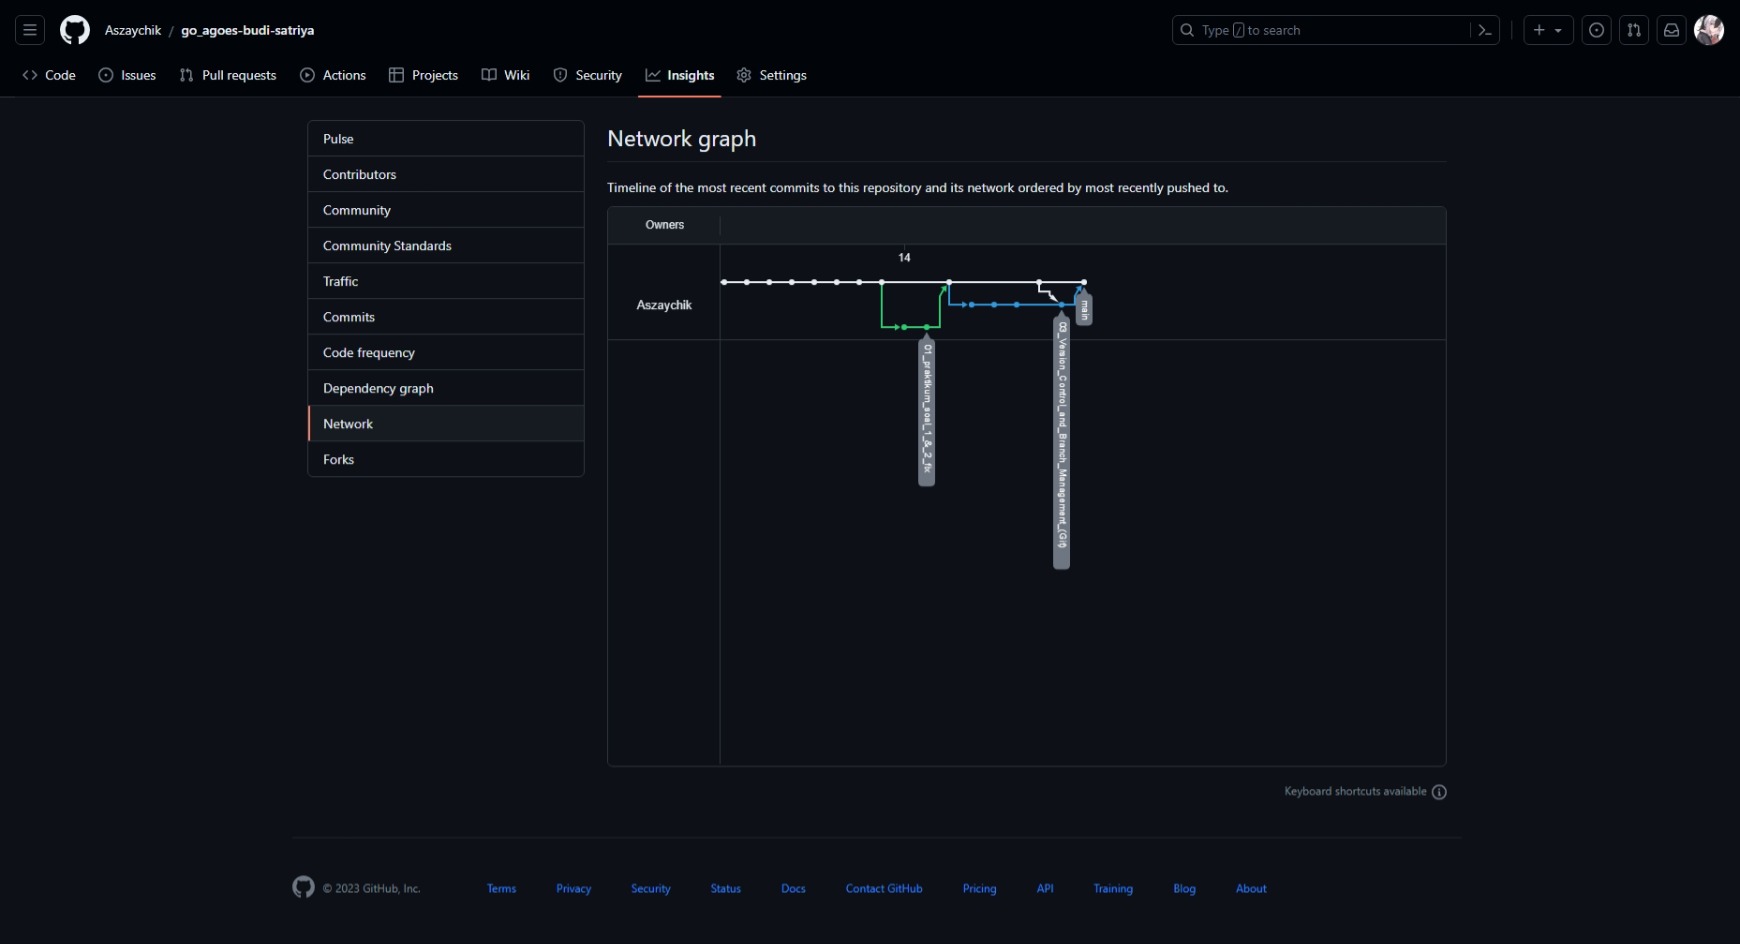 Aszaychik / go_agoes-budi-satriya
Type / to search
Code Issues Pull requests Actions Projects Wiki Security Insights Settings
Pulse
Contributors
Community
Community Standards
Traffic
Commits
Code frequency
Dependency graph
Network
Forks
Network graph
Timeline of the most recent commits to this repository and its network ordered by most recently pushed to.
Owners
14
Aszaychik
main
01_praktikum_soal_1_&_2_fix
03_Version_Control_and_Branch_Management_(Git)
Keyboard shortcuts available
© 2023 GitHub, Inc. Terms Privacy Security Status Docs Contact GitHub Pricing API Training Blog About